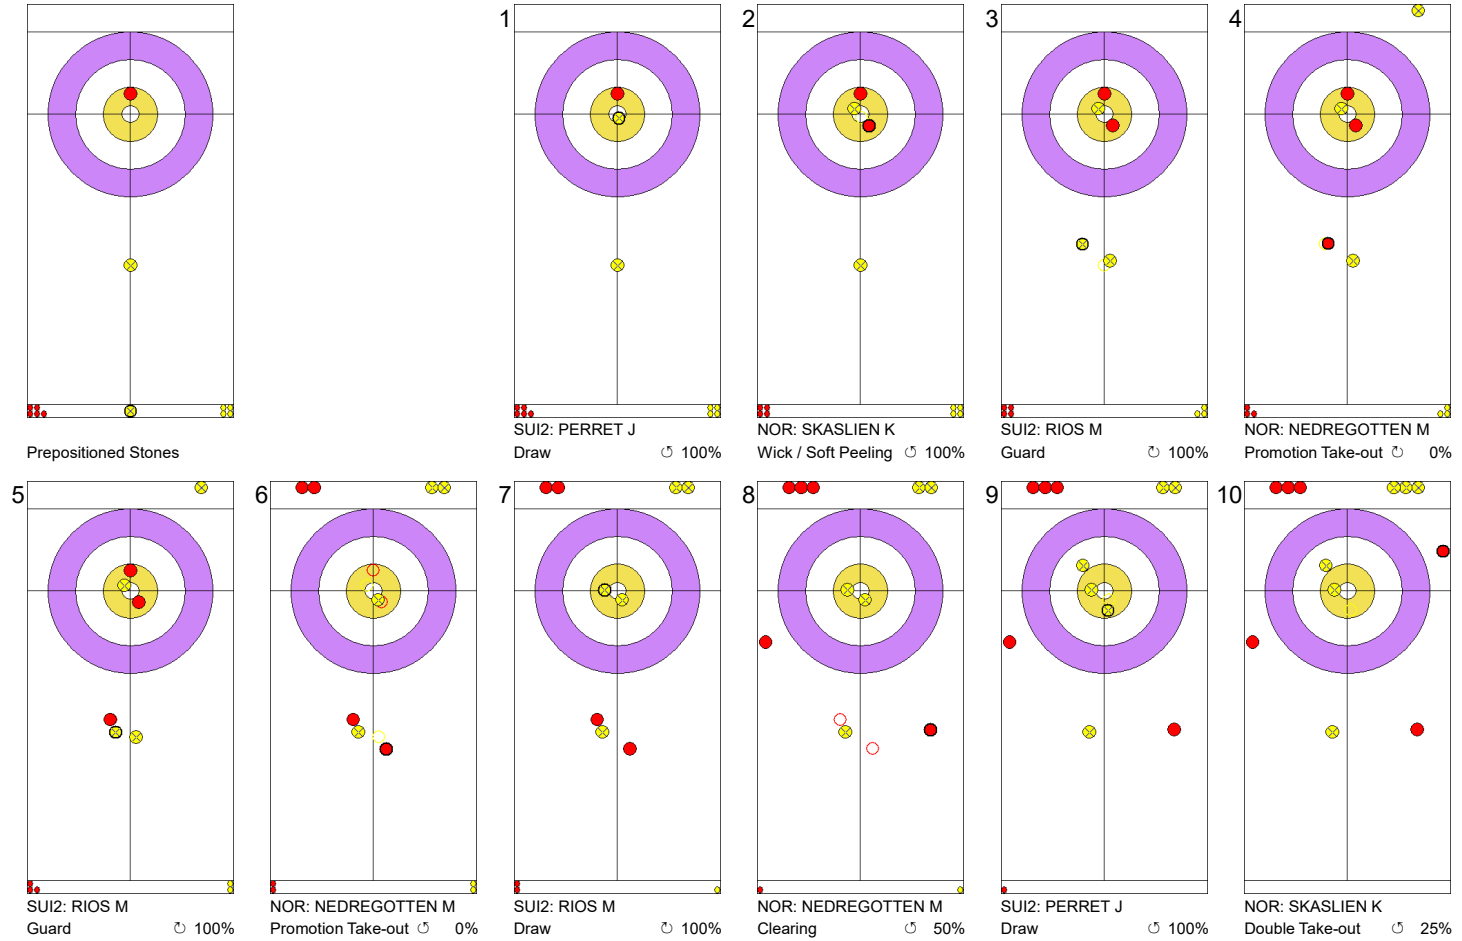 1
2
3
4
Prepositioned Stones
SUI2: PERRET J
Draw ↻ 100%
NOR: SKASLIEN K
Wick / Soft Peeling ↺ 100%
SUI2: RIOS M
Guard ↻ 100%
NOR: NEDREGOTTEN M
Promotion Take-out ↻ 0%
5
6
7
8
9
10
SUI2: RIOS M
Guard ↻ 100%
NOR: NEDREGOTTEN M
Promotion Take-out ↺ 0%
SUI2: RIOS M
Draw ↺ 100%
NOR: NEDREGOTTEN M
Clearing ↺ 50%
SUI2: PERRET J
Draw ↺ 100%
NOR: SKASLIEN K
Double Take-out ↺ 25%